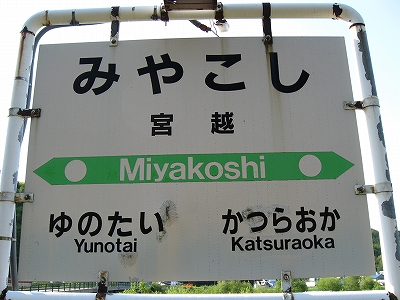 みやこし
宮越
Miyakoshi
ゆのたい かつらおか
Yunotai Katsuraoka